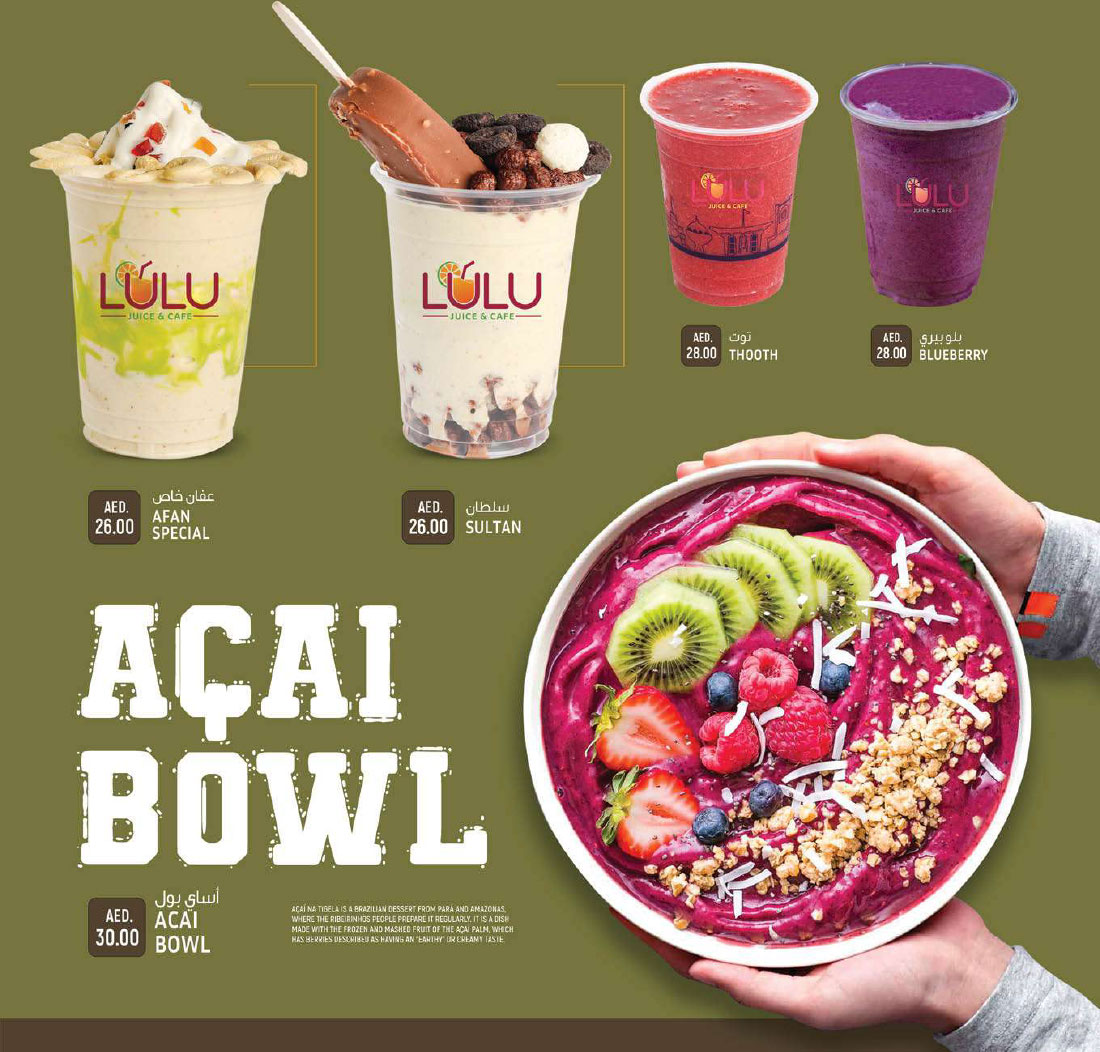 LULU
JUICE & CAFE
LULU
JUICE & CAFE
LULU
JUICE & CAFE
LULU
JUICE & CAFE
AED.
28.00
توت
THOOTH
AED.
28.00
بلوبيري
BLUEBERRY
AED.
26.00
عفان خاص
AFAN
SPECIAL
AED.
26.00
سلطان
SULTAN
AÇAI
BOWL
AED.
30.00
أساي بول
ACAÏ
BOWL
AÇAÍ NA TIGELA IS A BRAZILIAN DESSERT FROM PARÁ AND AMAZONAS,
WHERE THE RIBEIRINHOS PEOPLE PREPARE IT REGULARLY. IT IS A DISH
MADE WITH THE FROZEN AND MASHED FRUIT OF THE AÇAÍ PALM, WHICH
HAS BERRIES DESCRIBED AS HAVING AN "EARTHY" OR CREAMY TASTE.